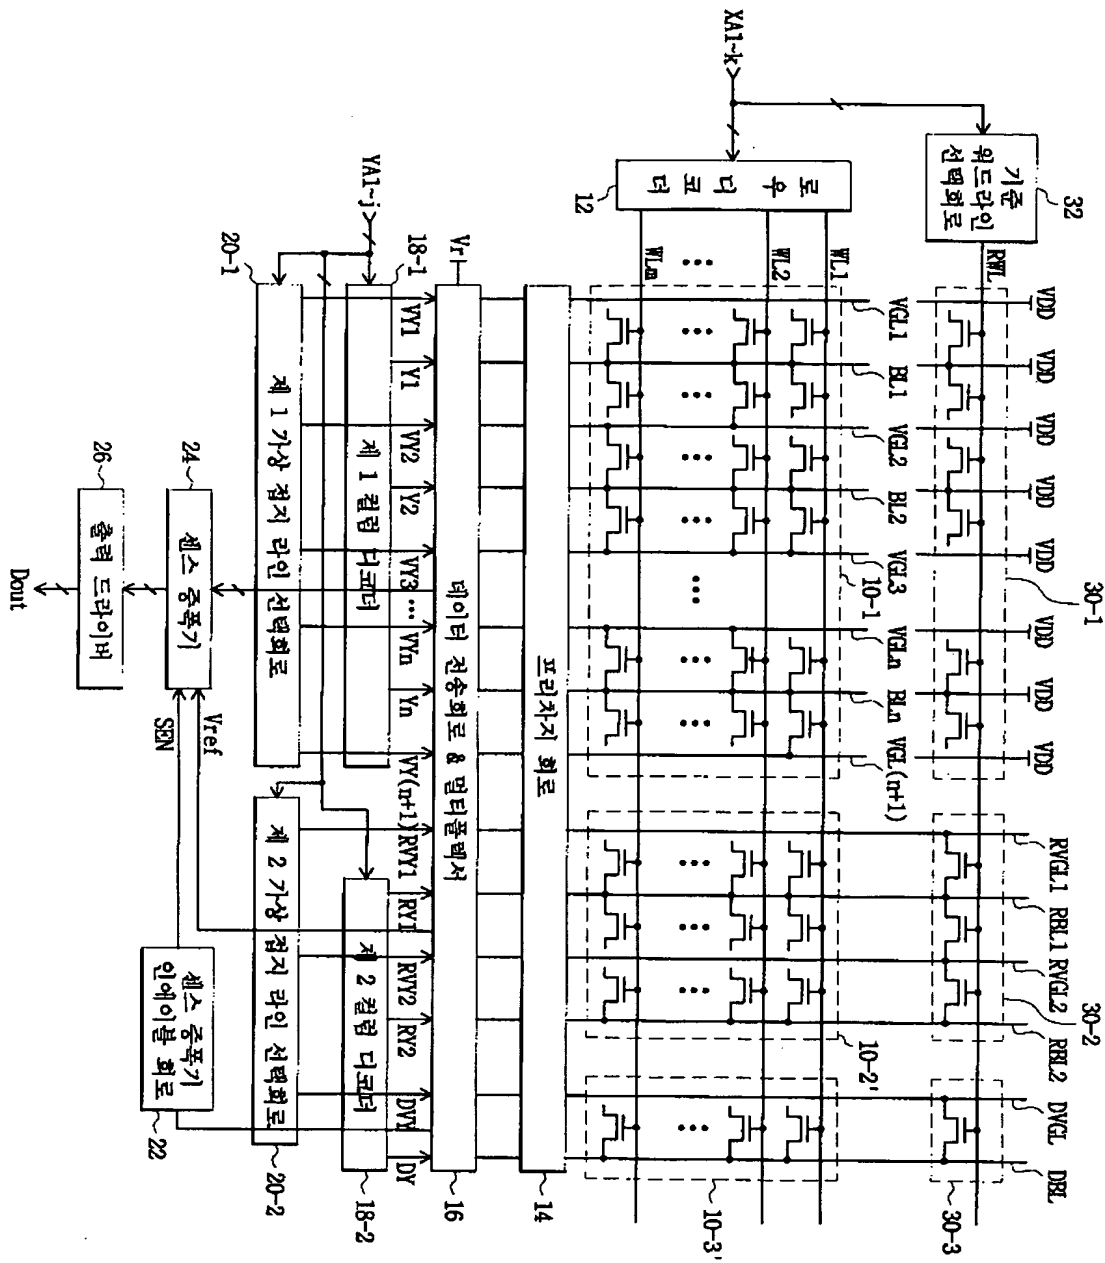 XA1~k
32
기준
워드라인
선택회로
RWL
VDD
VDD
VDD
VDD
VDD
VDD
VDD
VDD
30-1
30-2
30-3
RVGL1
RBL1
RVGL2
RBL2
DVGL
DBL
12
로우 디코더
WL1
WL2
WLm
VGL1
BL1
VGL2
BL2
VGL3
VGLn
BLn
VGL(n+1)
10-1
10-2'
10-3'
프리차지 회로
14
Vr
데이터 전송회로 & 멀티플렉서
16
VY1
Y1
VY2
Y2
VY3
VYn
Yn
VY(n+1)
RVY1
RY1
RVY2
RY2
DVY
DY
YA1~j
18-1
제 1 컬럼 디코더
제 2 컬럼 디코더
18-2
20-1
제 1 가상 접지 라인 선택회로
제 2 가상 접지 라인 선택회로
20-2
24
센스 증폭기
Vref
SEN
센스 증폭기
인에이블 회로
22
26
출력 드라이버
Dout